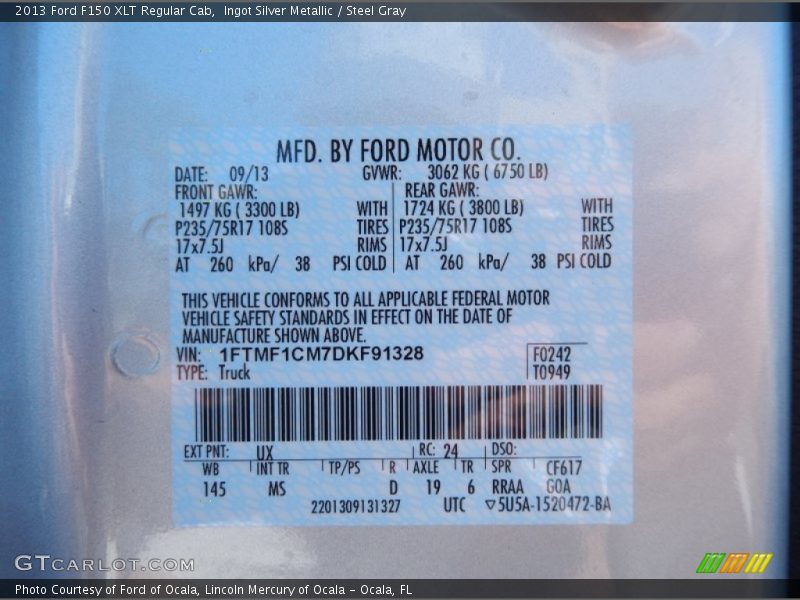 2013 Ford F150 XLT Regular Cab,  Ingot Silver Metallic / Steel Gray
MFD. BY FORD MOTOR CO.
DATE: 09/13 GVWR: 3062 KG ( 6750 LB)
FRONT GAWR: REAR GAWR:
1497 KG ( 3300 LB) WITH 1724 KG ( 3800 LB) WITH
P235/75R17 108S TIRES P235/75R17 108S TIRES
17x7.5J RIMS 17x7.5J RIMS
AT 260 kPa/ 38 PSI COLD AT 260 kPa/ 38 PSI COLD
THIS VEHICLE CONFORMS TO ALL APPLICABLE FEDERAL MOTOR
VEHICLE SAFETY STANDARDS IN EFFECT ON THE DATE OF
MANUFACTURE SHOWN ABOVE.
VIN: 1FTMF1CM7DKF91328 F0242
TYPE: Truck T0949
EXT PNT: UX RC: 24 DSO:
WB INT TR TP/PS R AXLE TR SPR CF617
145 MS D 19 6 RRAA GOA
2201309131327 UTC ▽5U5A-1520472-BA
GTCARLOT.COM
Photo Courtesy of Ford of Ocala, Lincoln Mercury of Ocala - Ocala, FL